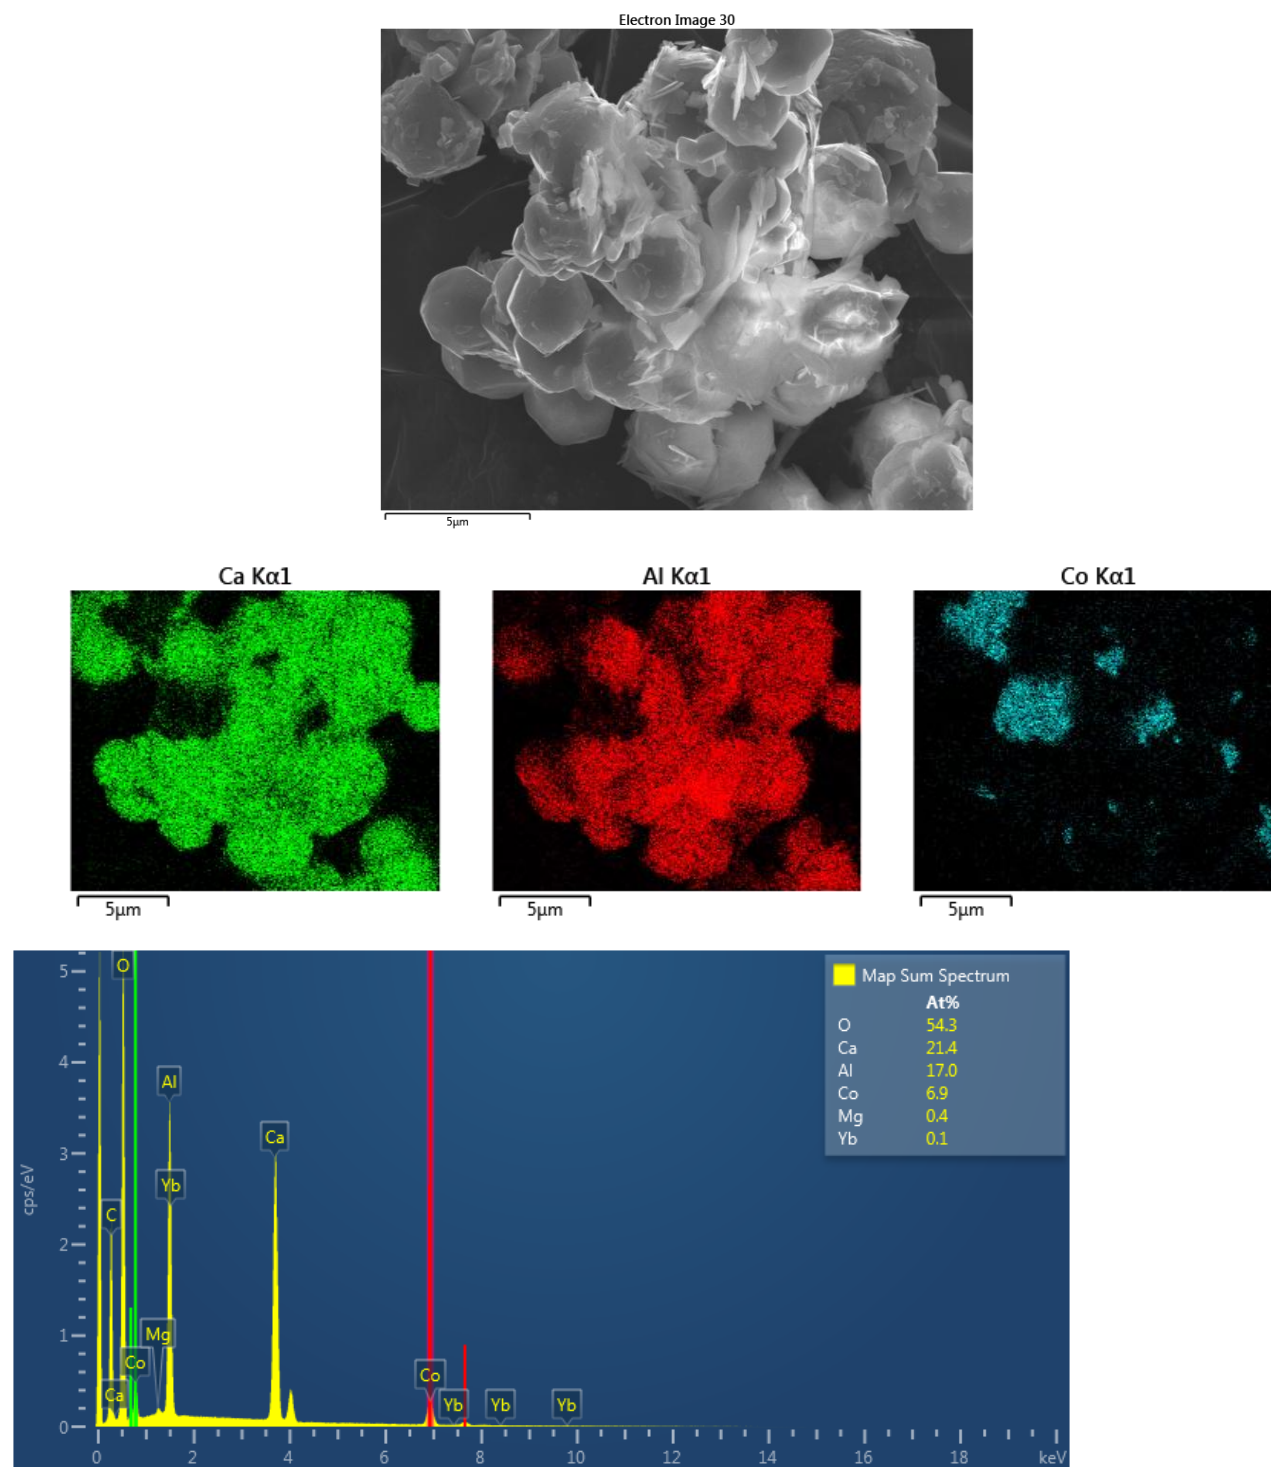 Electron Image 30
5μm
Ca Kα1
Al Kα1
Co Kα1
5μm
5μm
5μm
cps/eV
5
4
3
2
1
0
O
Al
Ca
Yb
C
Mg
Co
Ca
Co
Yb
Yb
Yb
Map Sum Spectrum
At%
O 54.3
Ca 21.4
Al 17.0
Co 6.9
Mg 0.4
Yb 0.1
0 2 4 6 8 10 12 14 16 18 keV